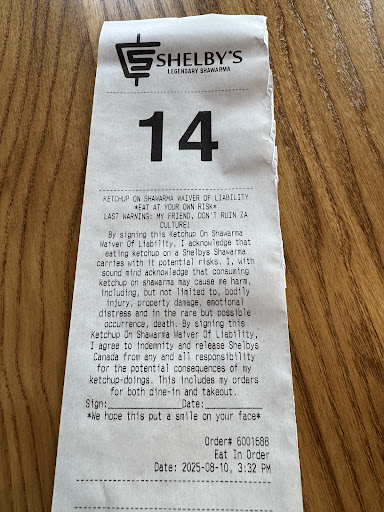 SHELBY'S
LEGENDARY SHAWARMA
14
KETCHUP ON SHAWARMA WAIVER OF LIABILITY
*EAT AT YOUR OWN RISK*
LAST WARNING: MY FRIEND, DON'T RUIN ZA
CULTURE!
By signing this Ketchup On Shawarma
Waiver Of Liability, I acknowledge that
eating ketchup on a Shelbys Shawarma
carries with it potential risks. I, with
sound mind acknowledge that consuming
ketchup on shawarma may cause me harm,
including, but not limited to, bodily
injury, property damage, emotional
distress and in the rare but possible
occurrence, death. By signing this
Ketchup On Shawarma Waiver Of Liability,
I agree to indemnify and release Shelbys
Canada from any and all responsibility
for the potential consequences of my
ketchup-doings. This includes my orders
for both dine-in and takeout.
Sign:____________Date:__________
*We hope this put a smile on your face*
Order# 6001688
Eat In Order
Date: 2025-08-10, 3:32 PM